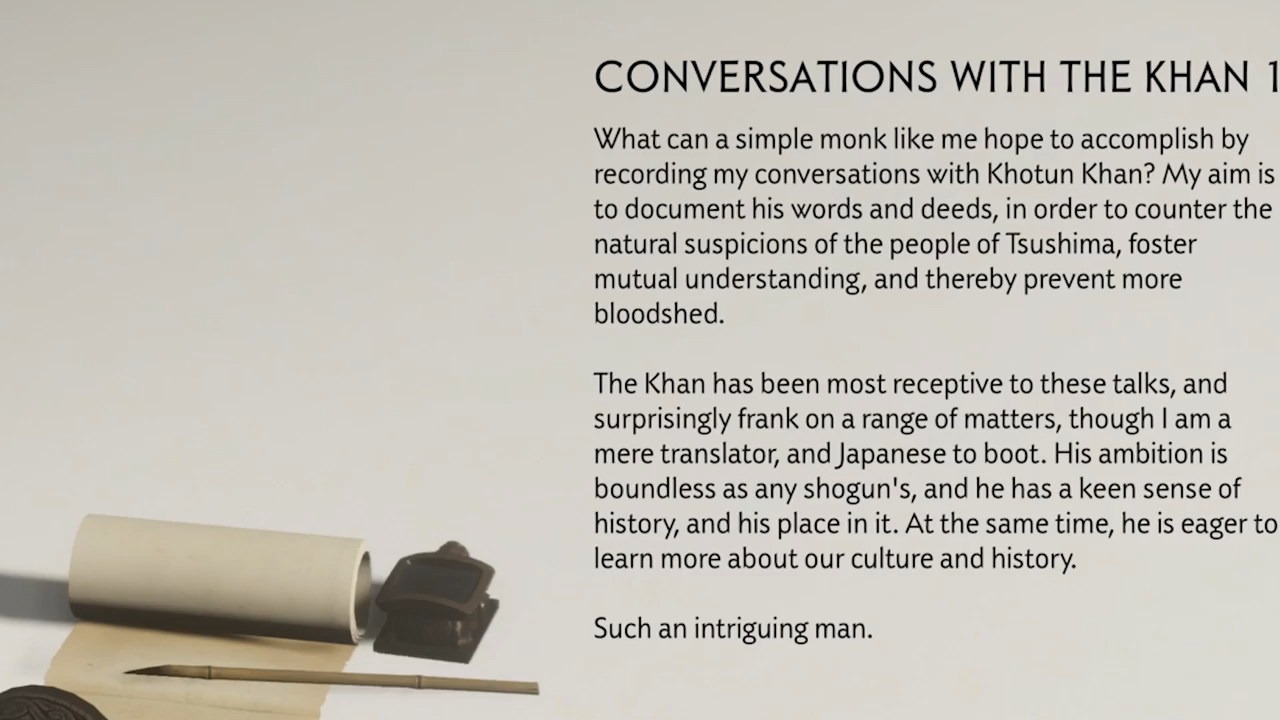 CONVERSATIONS WITH THE KHAN 1
What can a simple monk like me hope to accomplish by
recording my conversations with Khotun Khan? My aim is
to document his words and deeds, in order to counter the
natural suspicions of the people of Tsushima, foster
mutual understanding, and thereby prevent more
bloodshed.
The Khan has been most receptive to these talks, and
surprisingly frank on a range of matters, though I am a
mere translator, and Japanese to boot. His ambition is
boundless as any shogun's, and he has a keen sense of
history, and his place in it. At the same time, he is eager to
learn more about our culture and history.
Such an intriguing man.